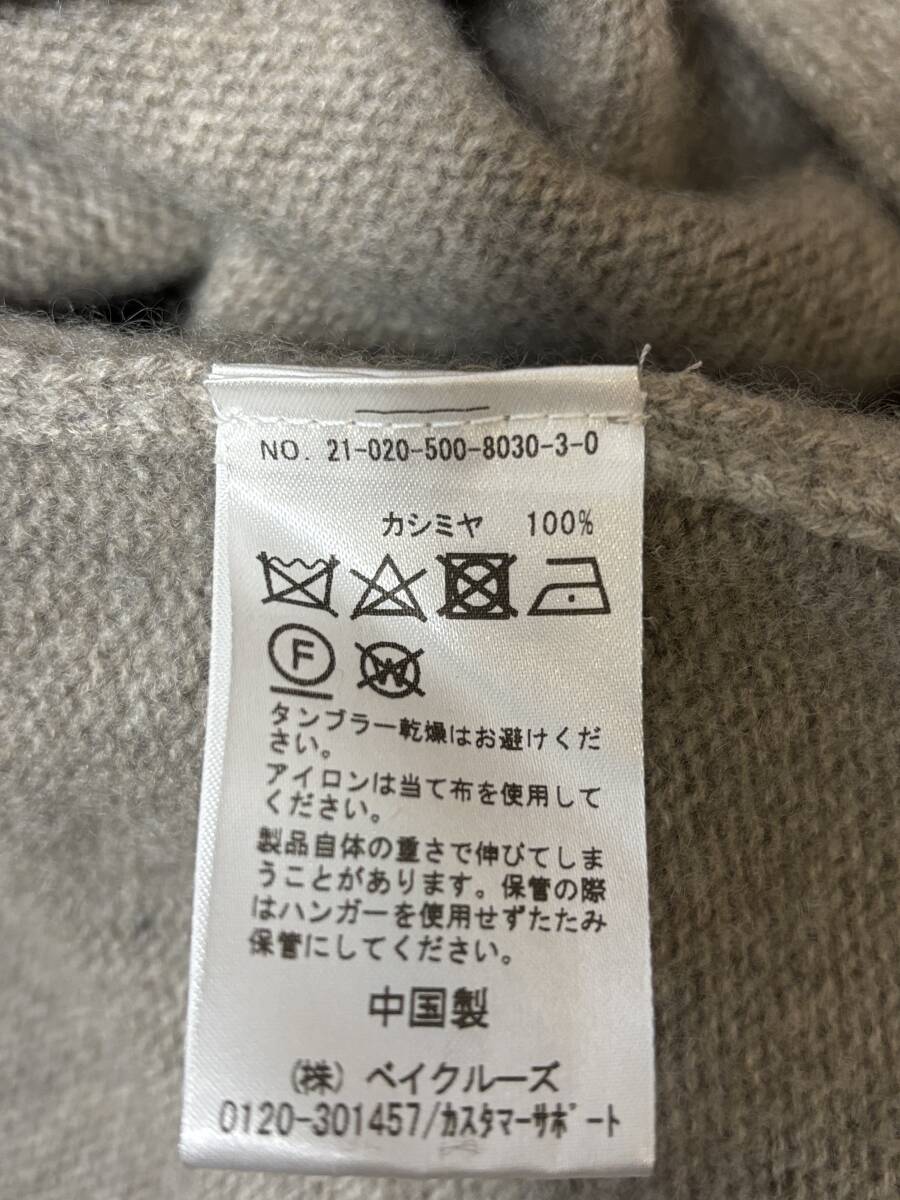 NO. 21-020-500-8030-3-0
カシミヤ 100%
F
W
タンブラー乾燥はお避けくだ
さい。
アイロンは当て布を使用して
ください。
製品自体の重さで伸びてしま
うことがあります。保管の際
はハンガーを使用せずたたみ
保管にしてください。
中国製
(株) ベイクルーズ
0120-301457/カスタマーサポート